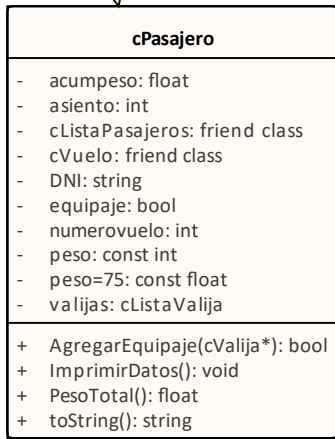 cPasajero
- acumpeso: float
- asiento: int
- cListaPasajeros: friend class
- cVuelo: friend class
- DNI: string
- equipaje: bool
- numerovuelo: int
- peso: const int
- peso=75: const float
- valijas: cListaValija
+ AgregarEquipaje(cValija*): bool
+ ImprimirDatos(): void
+ PesoTotal(): float
+ toString(): string